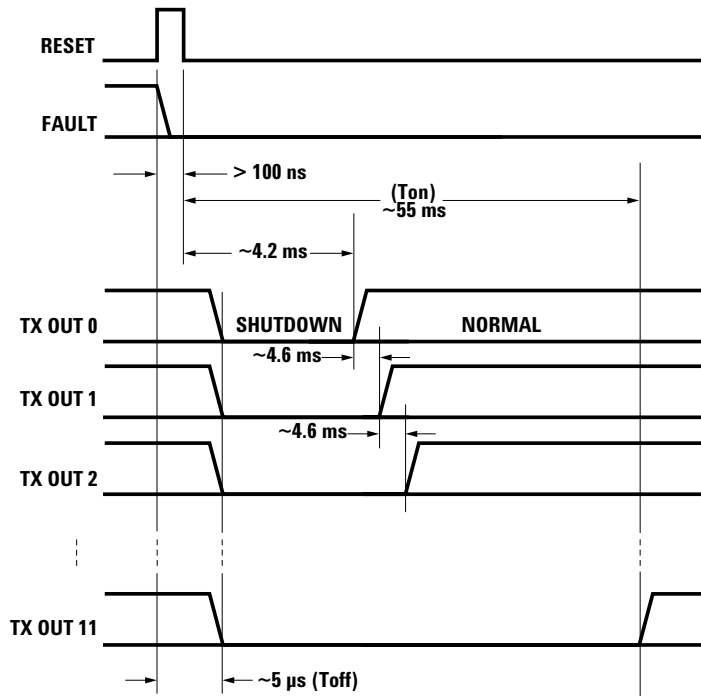 RESET
FAULT
> 100 ns
(Ton)
~55 ms
~4.2 ms
TX OUT 0
SHUTDOWN
NORMAL
~4.6 ms
TX OUT 1
~4.6 ms
TX OUT 2
TX OUT 11
~5 µs (Toff)